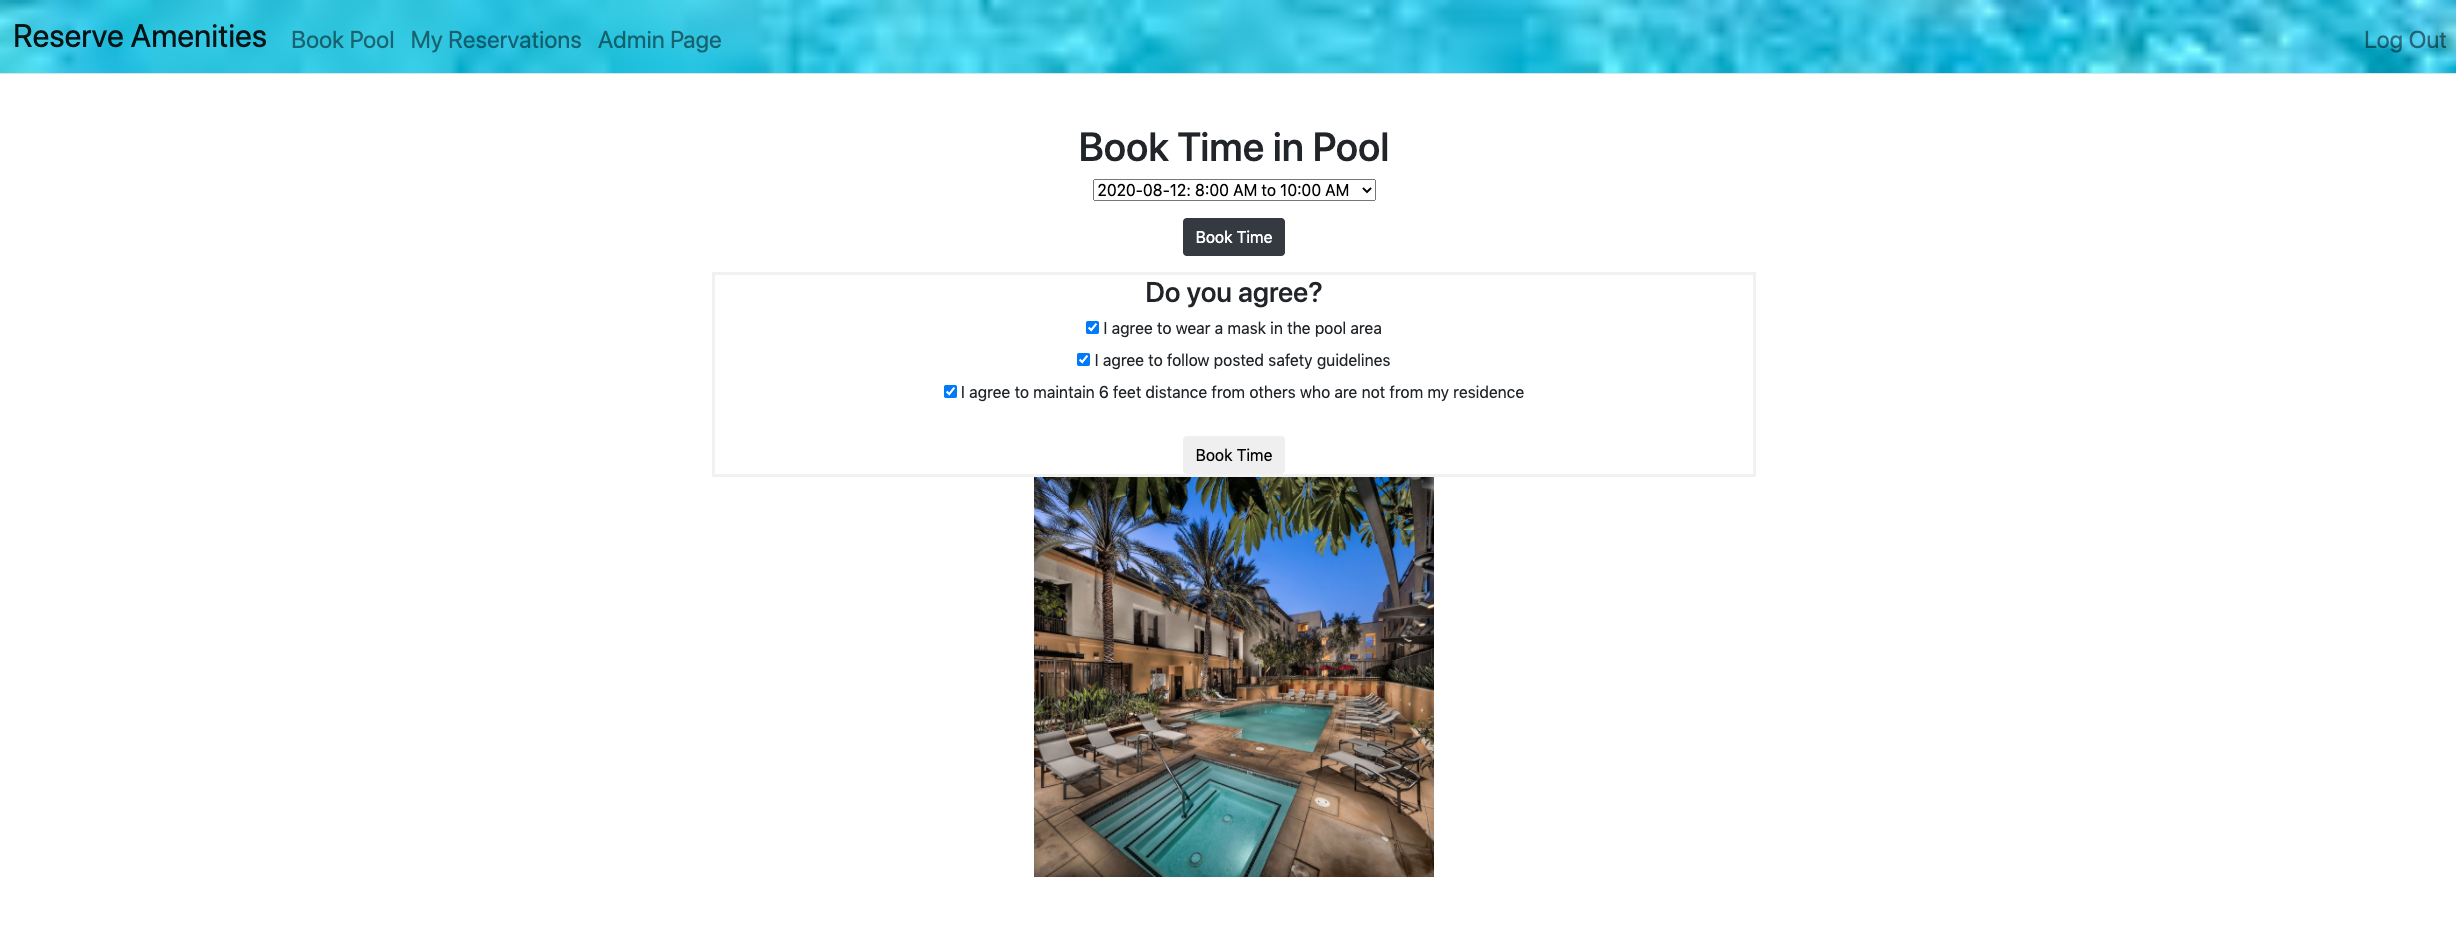 Reserve Amenities Book Pool My Reservations Admin Page Log Out
Book Time in Pool
2020-08-12: 8:00 AM to 10:00 AM
Book Time
Do you agree?
I agree to wear a mask in the pool area
I agree to follow posted safety guidelines
I agree to maintain 6 feet distance from others who are not from my residence
Book Time